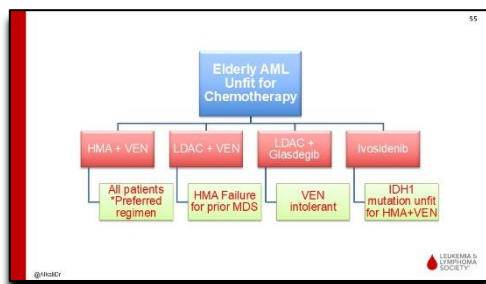 55
Elderly AML
Unfit for
Chemotherapy
HMA + VEN
LDAC + VEN
LDAC +
Glasdegib
Ivosidenib
All patients
*Preferred
regimen
HMA Failure
for prior MDS
VEN
intolerant
IDH1
mutation unfit
for HMA+VEN
@AlkaliDr
LEUKEMIA &
LYMPHOMA
SOCIETY